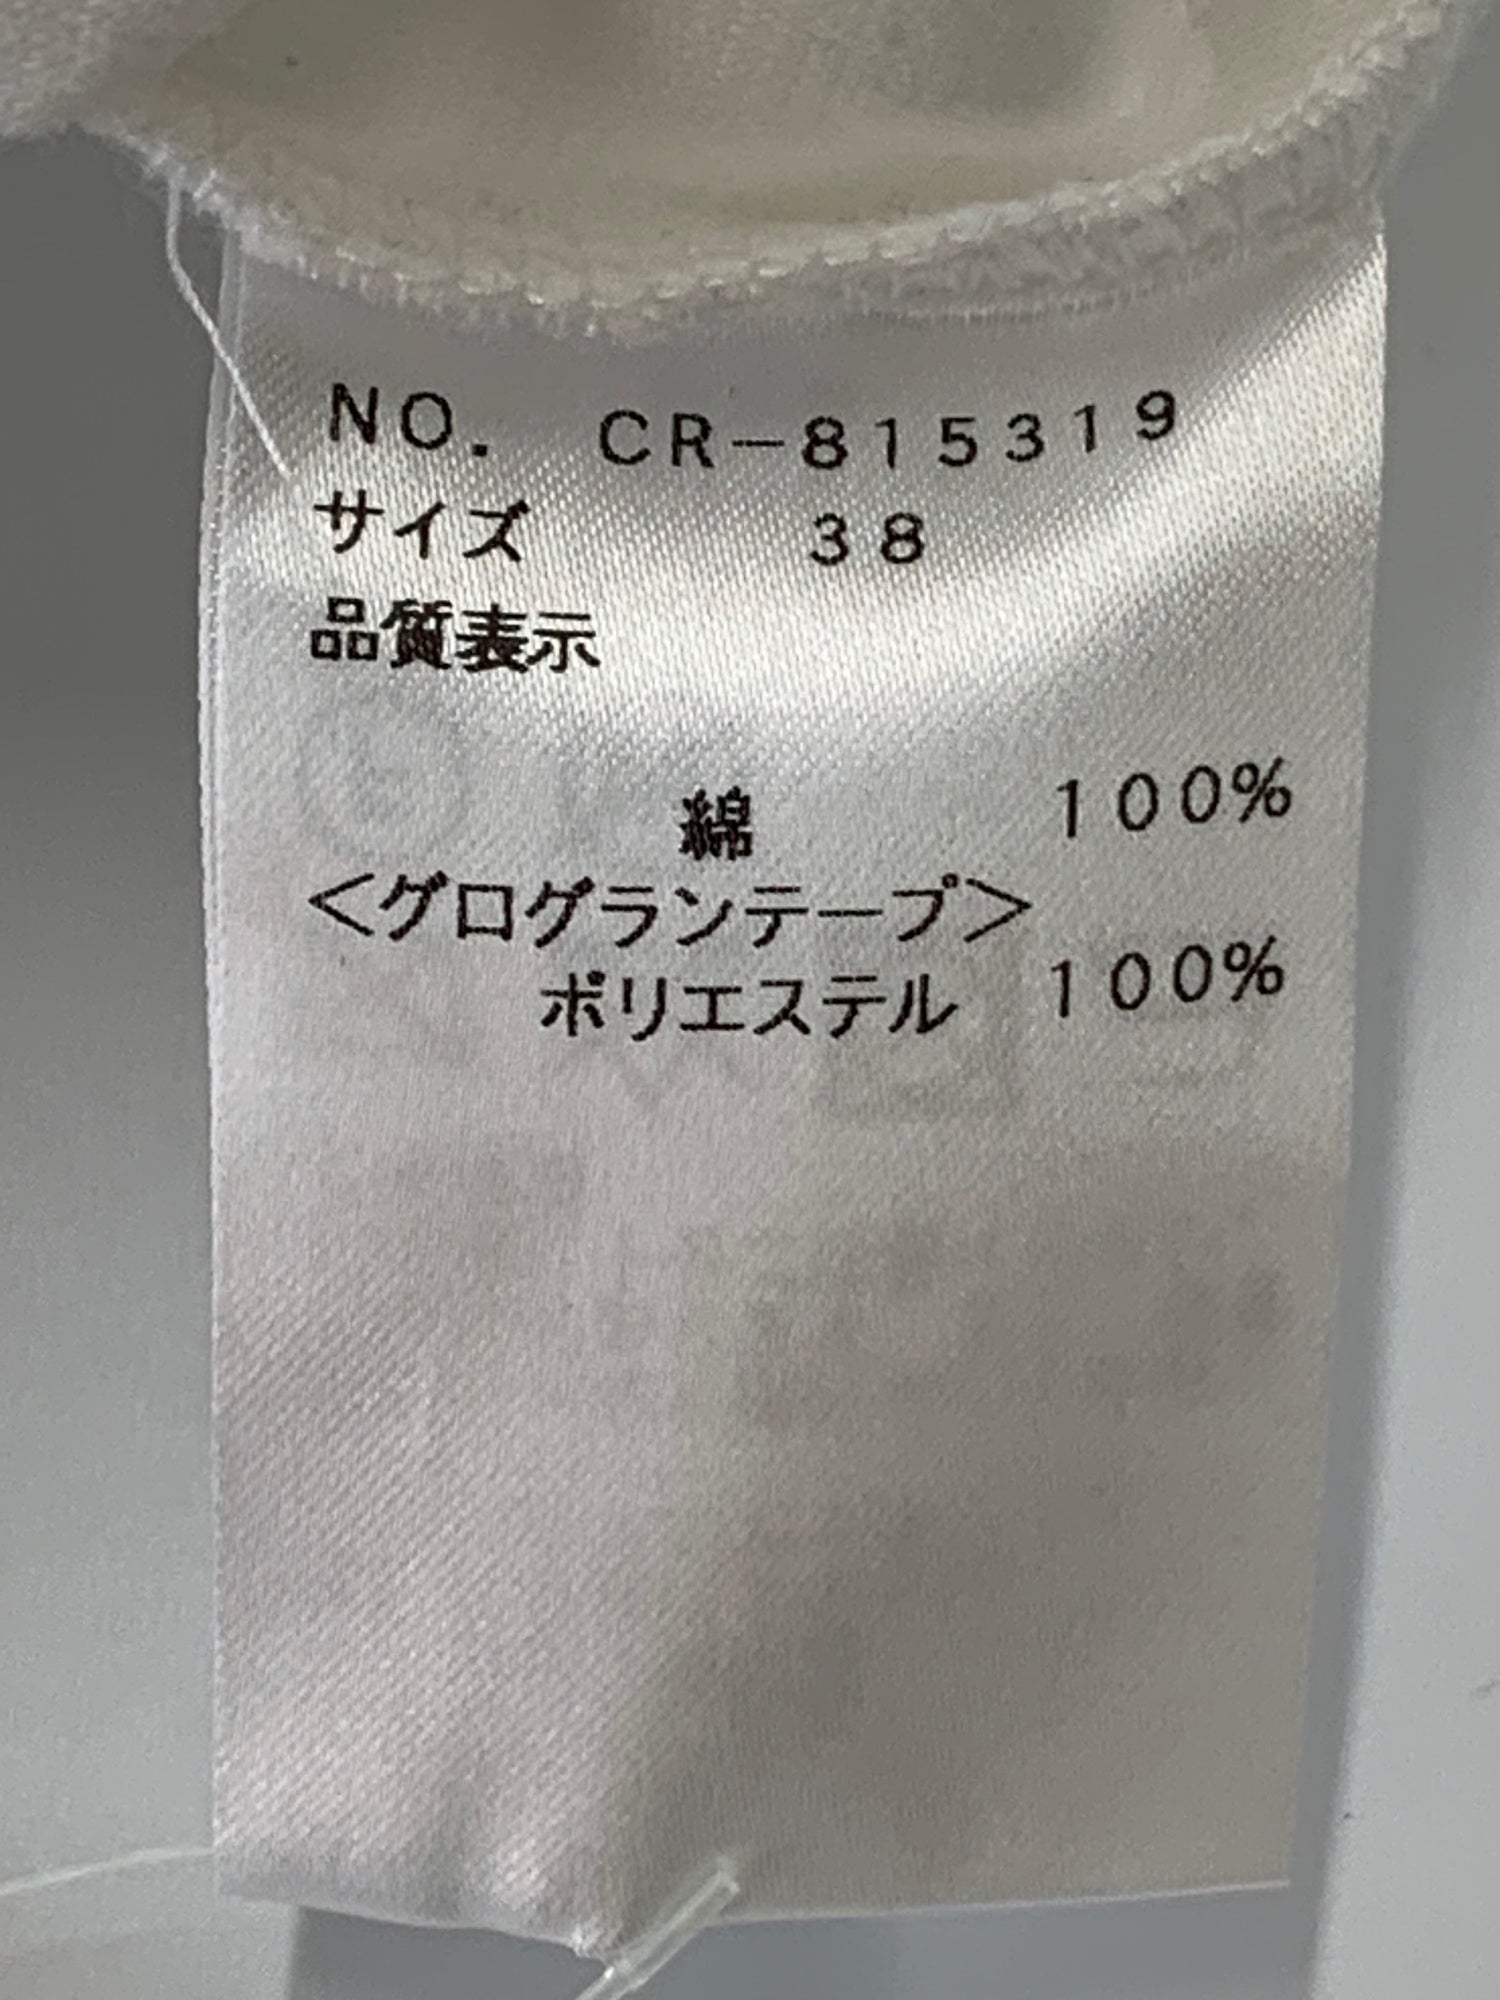 NO. CR-815319
サイズ 38
品質表示
綿 100%
<グログランテープ>
ポリエステル 100%